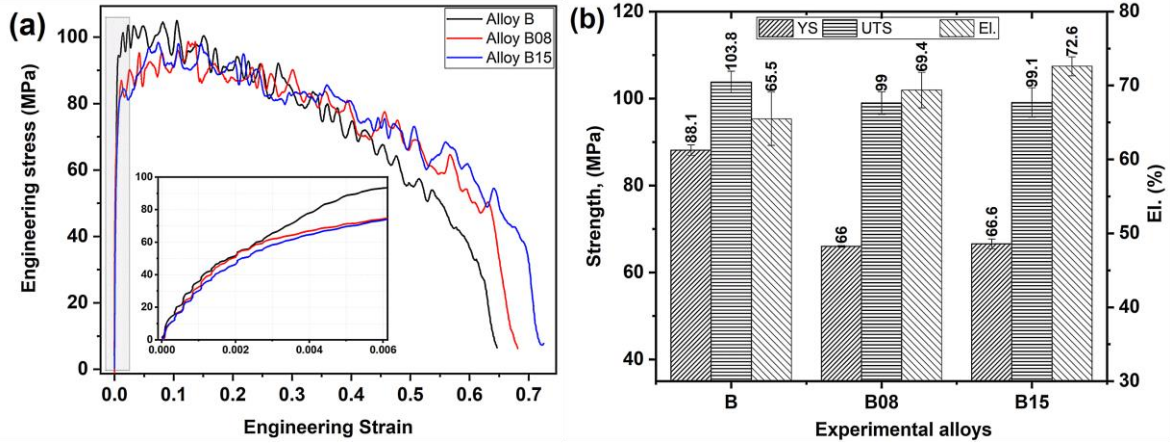 (a)
Alloy B
Alloy B08
Alloy B15
Engineering stress (MPa)
100
80
60
40
20
0
100
80
60
40
20
0
0.000
0.002
0.004
0.006
0.0
0.1
0.2
0.3
0.4
0.5
0.6
0.7
Engineering Strain
(b)
YS
UTS
El.
Strength, (MPa)
120
100
80
60
40
88.1
103.8
65.5
66
99
69.4
66.6
99.1
72.6
80
70
60
50
40
30
El. (%)
B
B08
B15
Experimental alloys